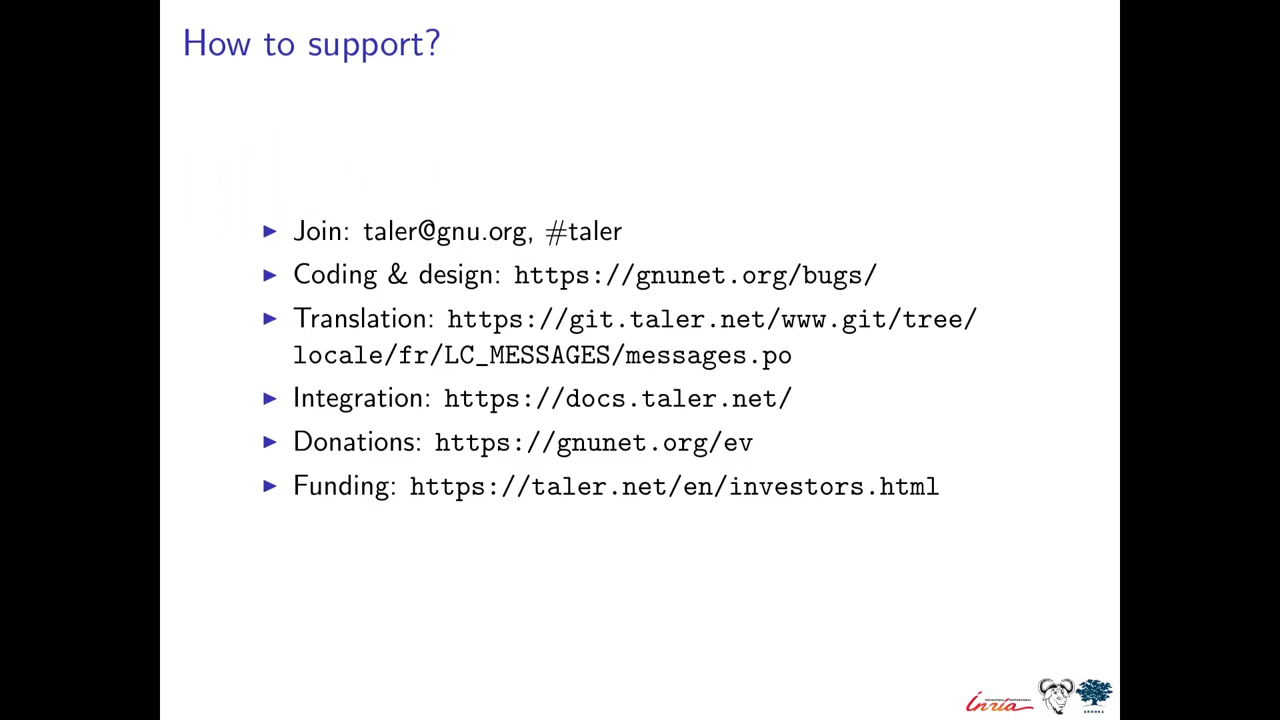 How to support?
Join: taler@gnu.org, #taler
Coding & design: https://gnunet.org/bugs/
Translation: https://git.taler.net/www.git/tree/
locale/fr/LC_MESSAGES/messages.po
Integration: https://docs.taler.net/
Donations: https://gnunet.org/ev
Funding: https://taler.net/en/investors.html
Inria